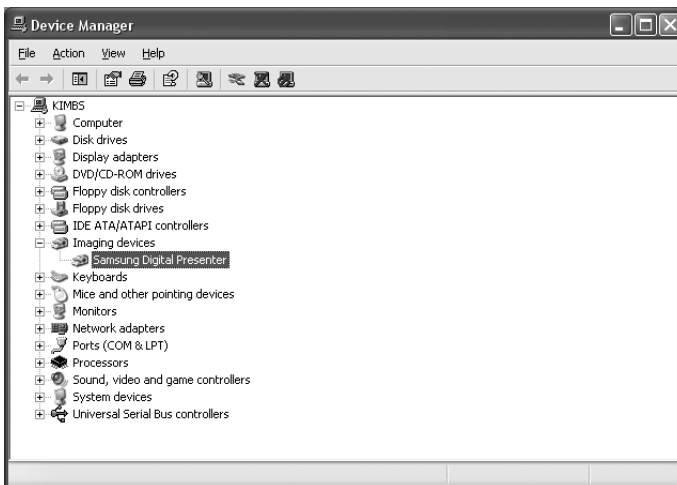 Device Manager
File Action View Help
KIMBS
Computer
Disk drives
Display adapters
DVD/CD-ROM drives
Floppy disk controllers
Floppy disk drives
IDE ATA/ATAPI controllers
Imaging devices
Samsung Digital Presenter
Keyboards
Mice and other pointing devices
Monitors
Network adapters
Ports (COM & LPT)
Processors
Sound, video and game controllers
System devices
Universal Serial Bus controllers